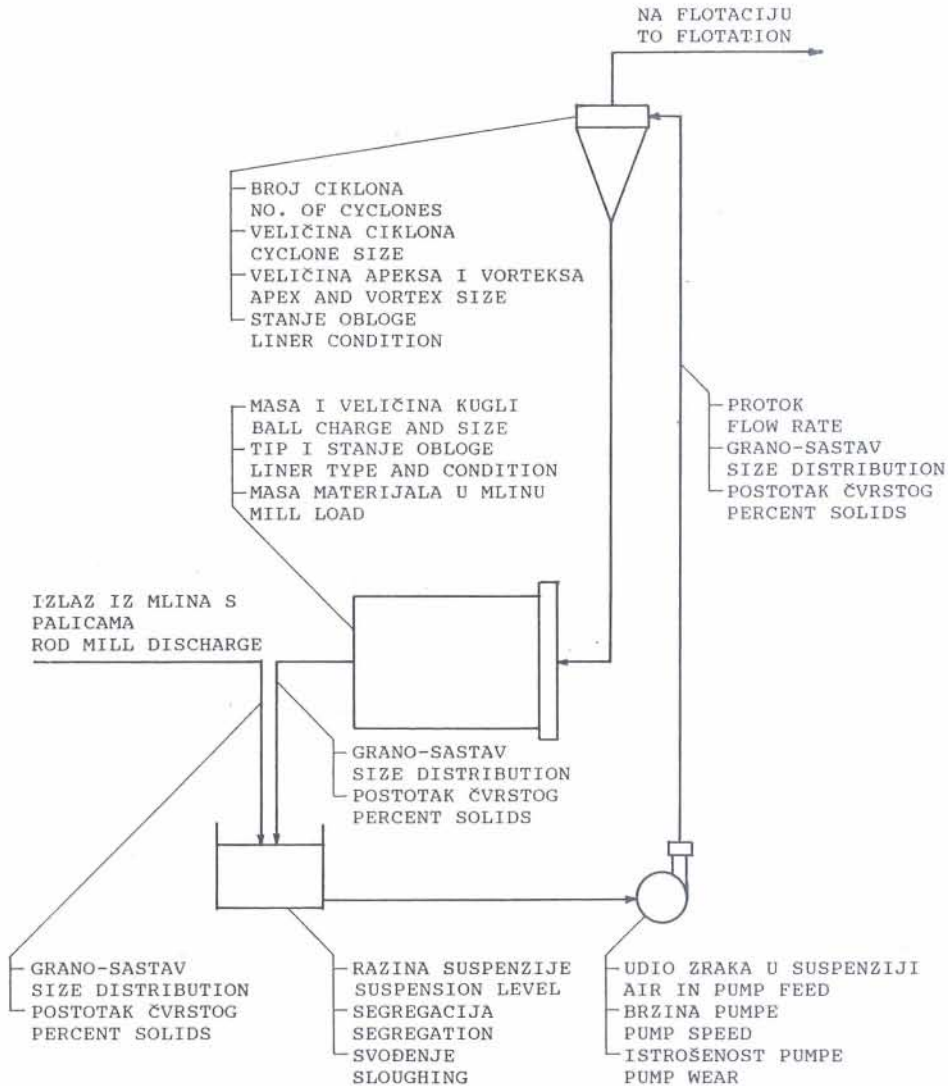 NA FLOTACIJU
TO FLOTATION
BROJ CIKLONA
NO. OF CYCLONES
VELIČINA CIKLONA
CYCLONE SIZE
VELIČINA APEKSA I VORTEKSA
APEX AND VORTEX SIZE
STANJE OBLOGE
LINER CONDITION
MASA I VELIČINA KUGLI
BALL CHARGE AND SIZE
TIP I STANJE OBLOGE
LINER TYPE AND CONDITION
MASA MATERIJALA U MLINU
MILL LOAD
PROTOK
FLOW RATE
GRANO-SASTAV
SIZE DISTRIBUTION
POSTOTAK ČVRSTOG
PERCENT SOLIDS
IZLAZ IZ MLINA S
PALICAMA
ROD MILL DISCHARGE
GRANO-SASTAV
SIZE DISTRIBUTION
POSTOTAK ČVRSTOG
PERCENT SOLIDS
GRANO-SASTAV
SIZE DISTRIBUTION
POSTOTAK ČVRSTOG
PERCENT SOLIDS
RAZINA SUSPENZIJE
SUSPENSION LEVEL
SEGREGACIJA
SEGREGATION
SVOĐENJE
SLOUGHING
UDIO ZRAKA U SUSPENZIJI
AIR IN PUMP FEED
BRZINA PUMPE
PUMP SPEED
ISTROŠENOST PUMPE
PUMP WEAR